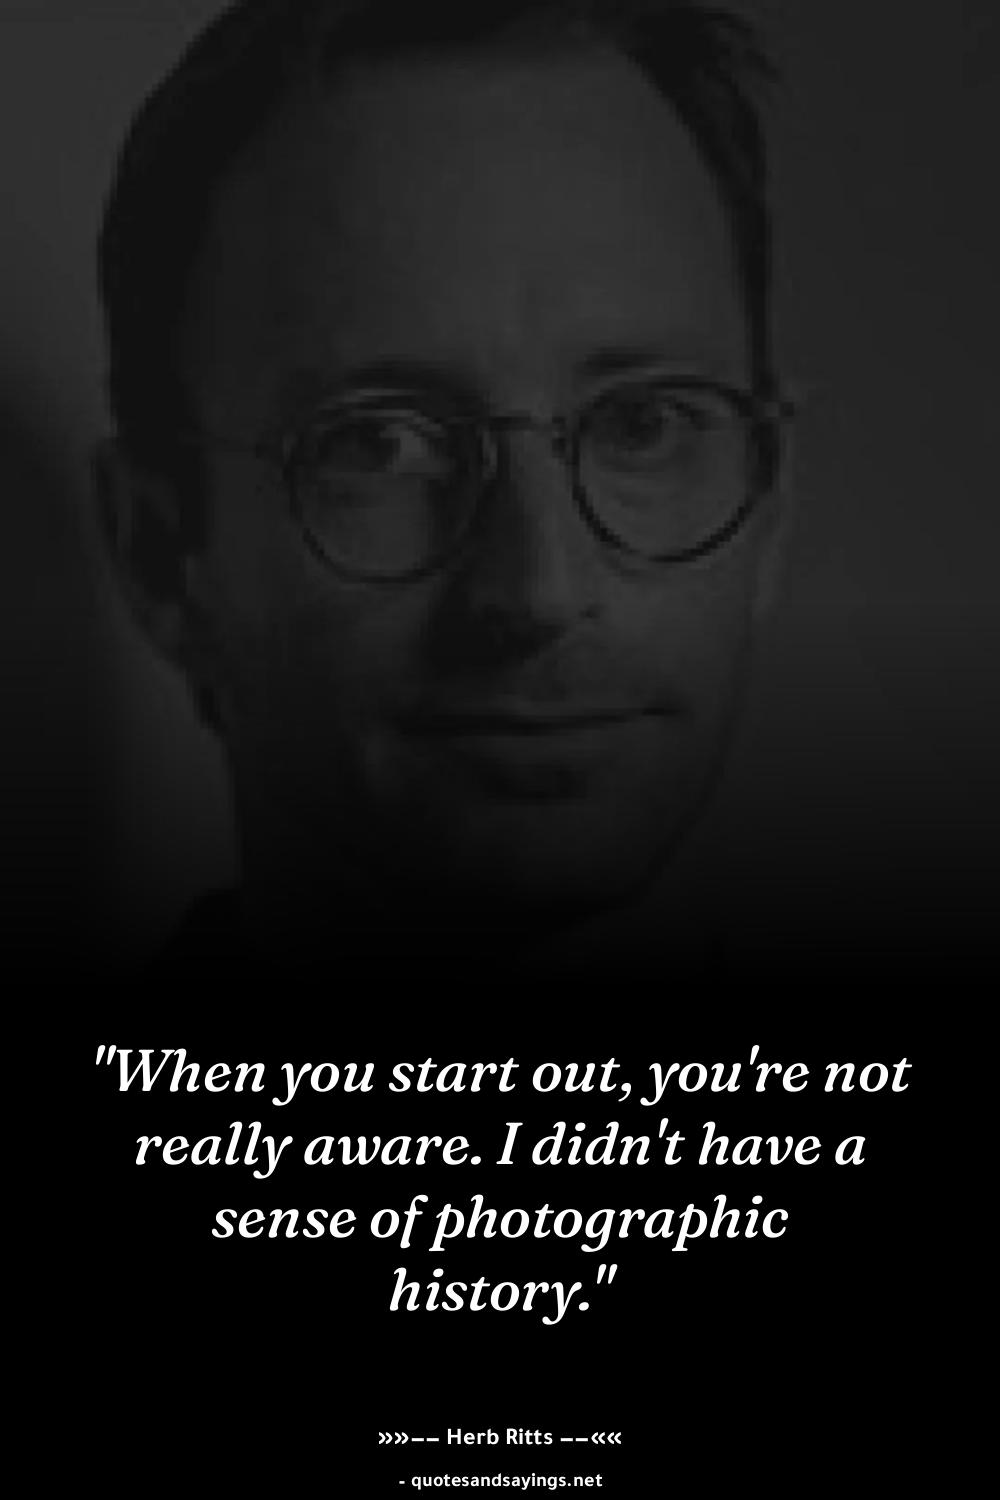 "When you start out, you're not
really aware. I didn't have a
sense of photographic
history."
»»—— Herb Ritts ——««
- quotesandsayings.net